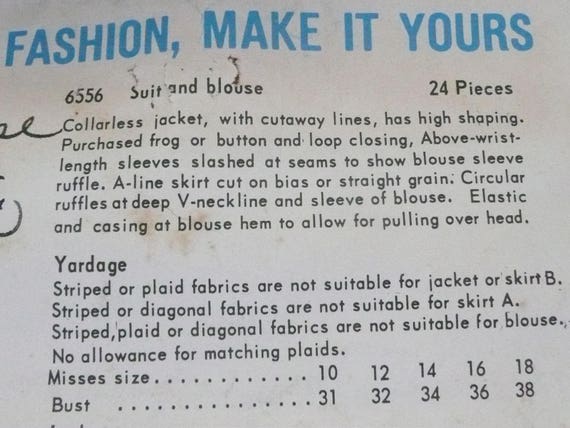 FASHION, MAKE IT YOURS
6556 Suit and blouse 24 Pieces
Collarless jacket, with cutaway lines, has high shaping.
Purchased frog or button and loop closing, Above-wrist-
length sleeves slashed at seams to show blouse sleeve
ruffle. A-line skirt cut on bias or straight grain. Circular
ruffles at deep V-neckline and sleeve of blouse. Elastic
and casing at blouse hem to allow for pulling over head.
Yardage
Striped or plaid fabrics are not suitable for jacket or skirt B.
Striped or diagonal fabrics are not suitable for skirt A.
Striped, plaid or diagonal fabrics are not suitable for blouse.
No allowance for matching plaids.
Misses size............ 10 12 14 16 18
Bust ............ 31 32 34 36 38